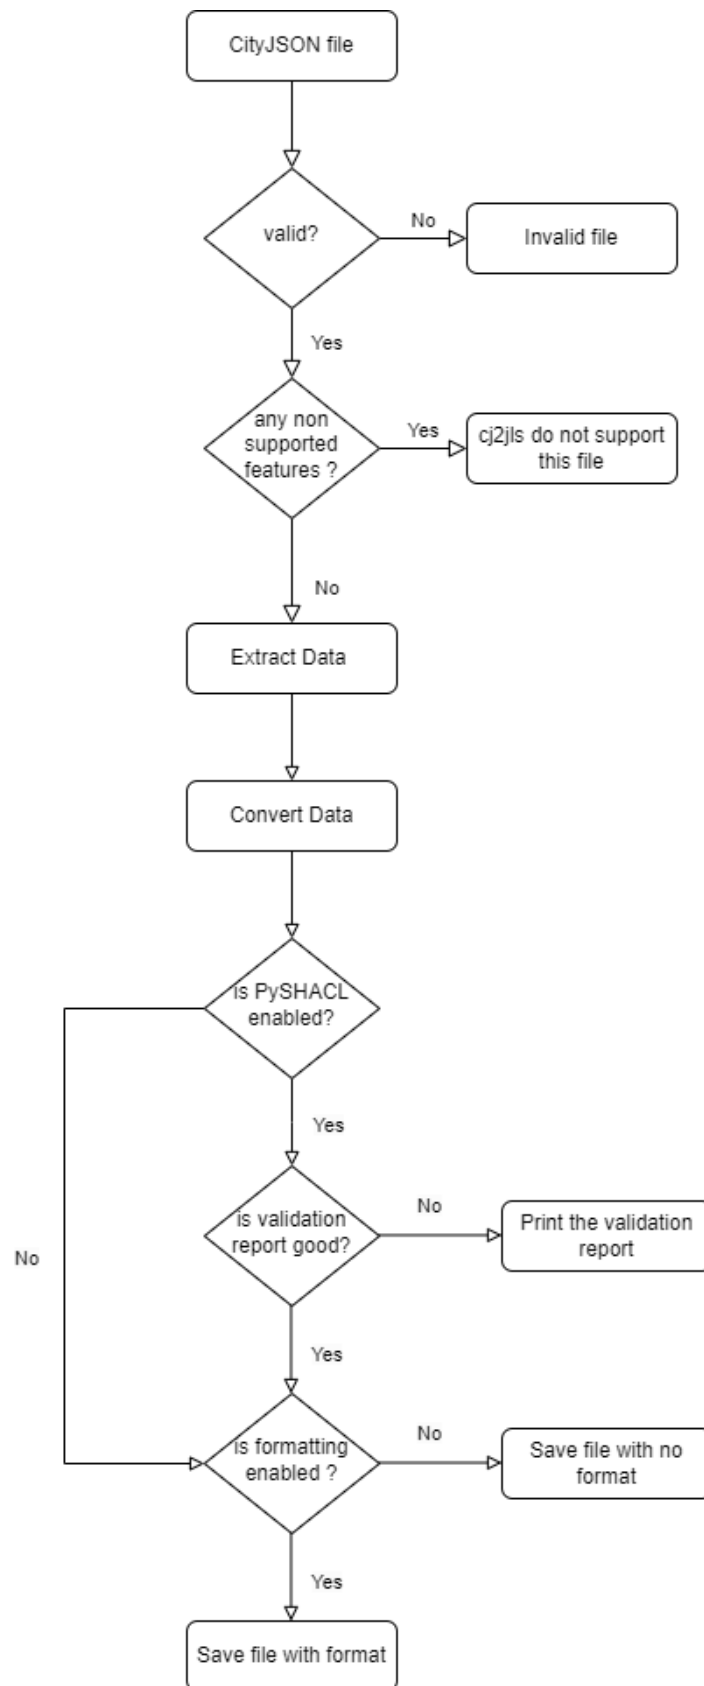 CityJSON file
valid?
No
Invalid file
Yes
any non
supported
features ?
Yes
cj2jls do not support
this file
No
Extract Data
Convert Data
is PySHACL
enabled?
Yes
is validation
report good?
No
Print the validation
report
No
Yes
is formatting
enabled ?
No
Save file with no
format
Yes
Save file with format